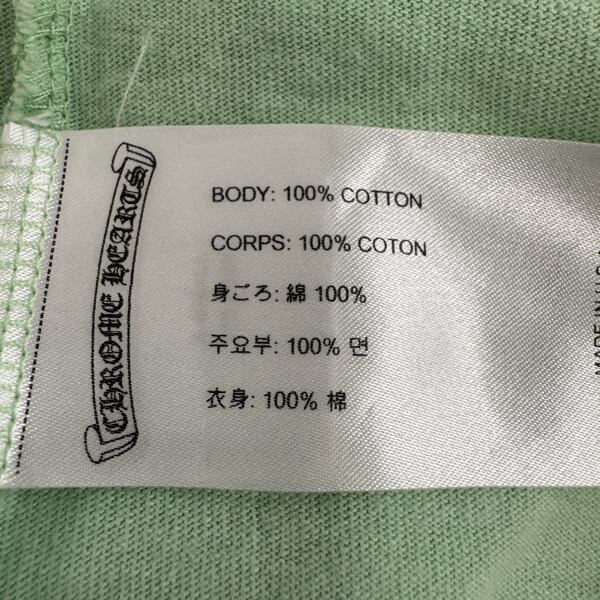 CHROME HEARTS
BODY: 100% COTTON
CORPS: 100% COTON
身ごろ: 綿 100%
주요부: 100% 면
衣身: 100% 棉
MADE IN U.S.A